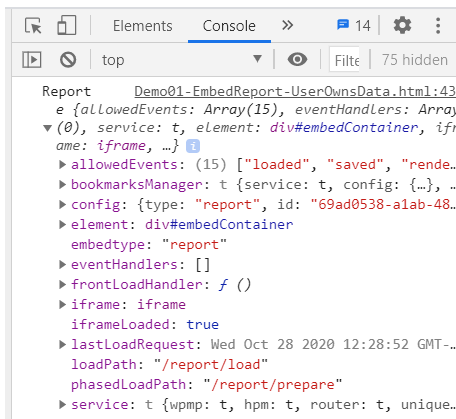 Elements Console » 14
top Filte 75 hidden
Report Demo01-EmbedReport-UserOwnsData.html:43
e {allowedEvents: Array(15), eventHandlers: Array
(0), service: t, element: div#embedContainer, ifr
ame: iframe, …} i
allowedEvents: (15) ["loaded", "saved", "rende…
bookmarksManager: t {service: t, config: {…}, …
config: {type: "report", id: "69ad0538-a1ab-48…
element: div#embedContainer
embedtype: "report"
eventHandlers: []
frontLoadHandler: ƒ ()
iframe: iframe
iframeLoaded: true
lastLoadRequest: Wed Oct 28 2020 12:28:52 GMT-…
loadPath: "/report/load"
phasedLoadPath: "/report/prepare"
service: t {wpmp: t, hpm: t, router: t, unique…